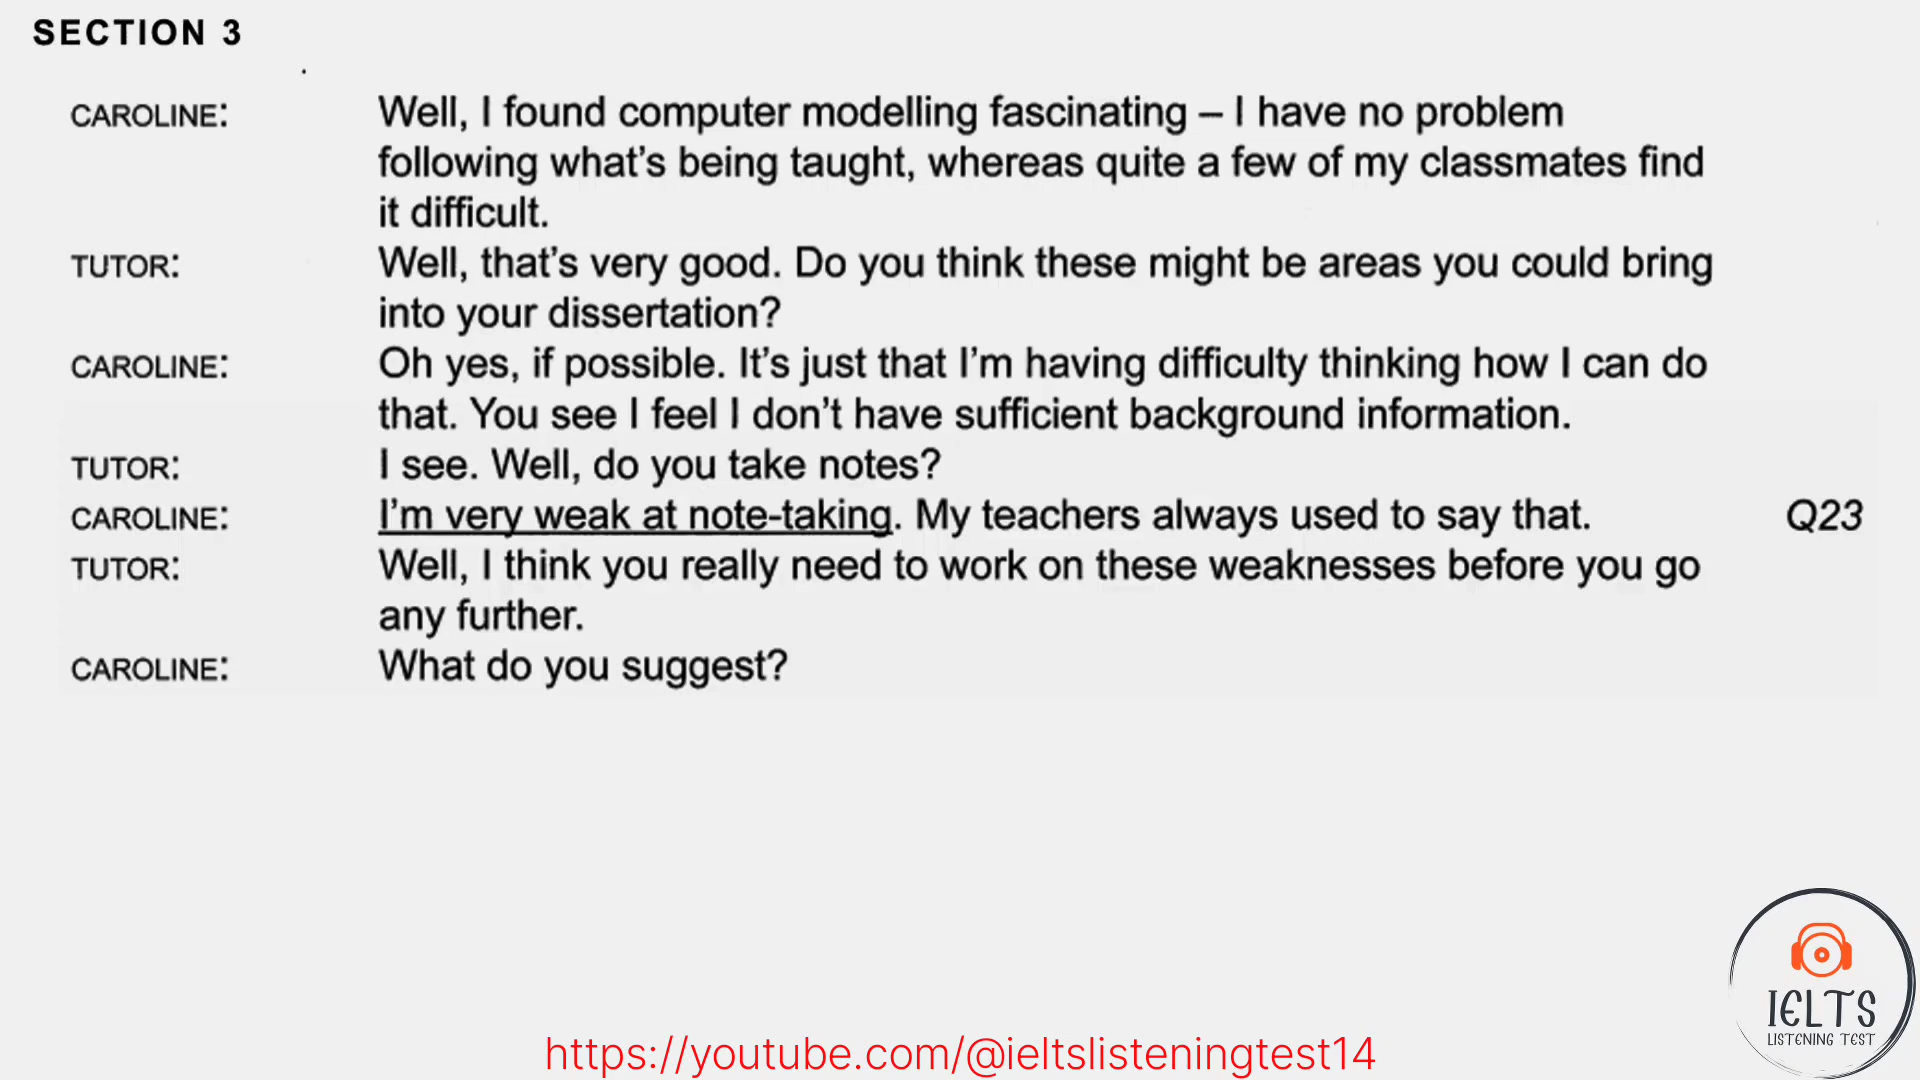 SECTION 3
CAROLINE: Well, I found computer modelling fascinating – I have no problem
following what's being taught, whereas quite a few of my classmates find
it difficult.
TUTOR: Well, that's very good. Do you think these might be areas you could bring
into your dissertation?
CAROLINE: Oh yes, if possible. It's just that I'm having difficulty thinking how I can do
that. You see I feel I don't have sufficient background information.
TUTOR: I see. Well, do you take notes?
CAROLINE: I'm very weak at note-taking. My teachers always used to say that. Q23
TUTOR: Well, I think you really need to work on these weaknesses before you go
any further.
CAROLINE: What do you suggest?
IELTS
LISTENING TEST
https://youtube.com/@ieltslisteningtest14